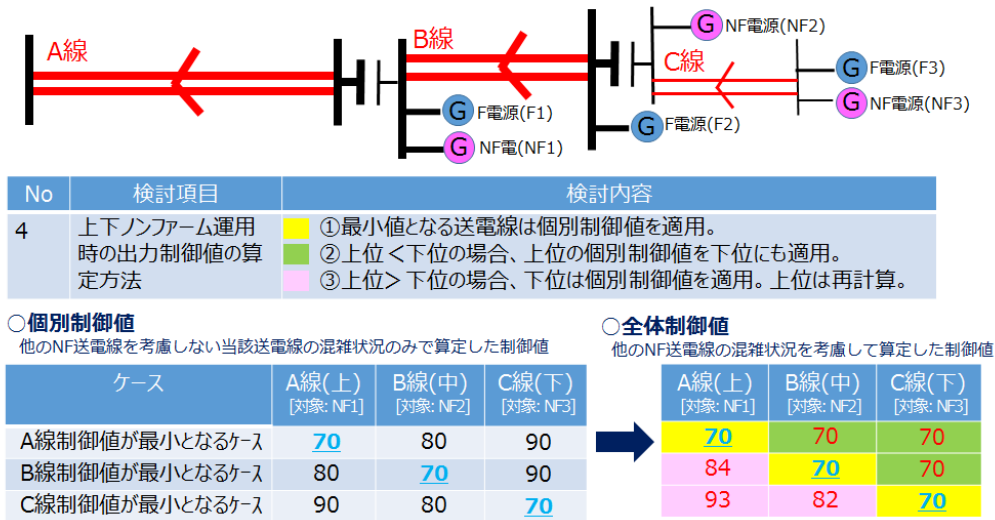 A線
B線
C線
G NF電源(NF2)
G F電源(F3)
G NF電源(NF3)
G F電源(F1)
G NF電(NF1)
G F電源(F2)
No 検討項目 検討内容
4 上下ノンファーム運用時の出力制御値の算定方法
①最小値となる送電線は個別制御値を適用。
②上位<下位の場合、上位の個別制御値を下位にも適用。
③上位>下位の場合、下位は個別制御値を適用。上位は再計算。
○個別制御値
他のNF送電線を考慮しない当該送電線の混雑状況のみで算定した制御値
ケース A線(上) B線(中) C線(下)
[対象: NF1] [対象: NF2] [対象: NF3]
A線制御値が最小となるケース 70 80 90
B線制御値が最小となるケース 80 70 90
C線制御値が最小となるケース 90 80 70
○全体制御値
他のNF送電線の混雑状況を考慮して算定した制御値
A線(上) B線(中) C線(下)
[対象: NF1] [対象: NF2] [対象: NF3]
70 70 70
84 70 70
93 82 70